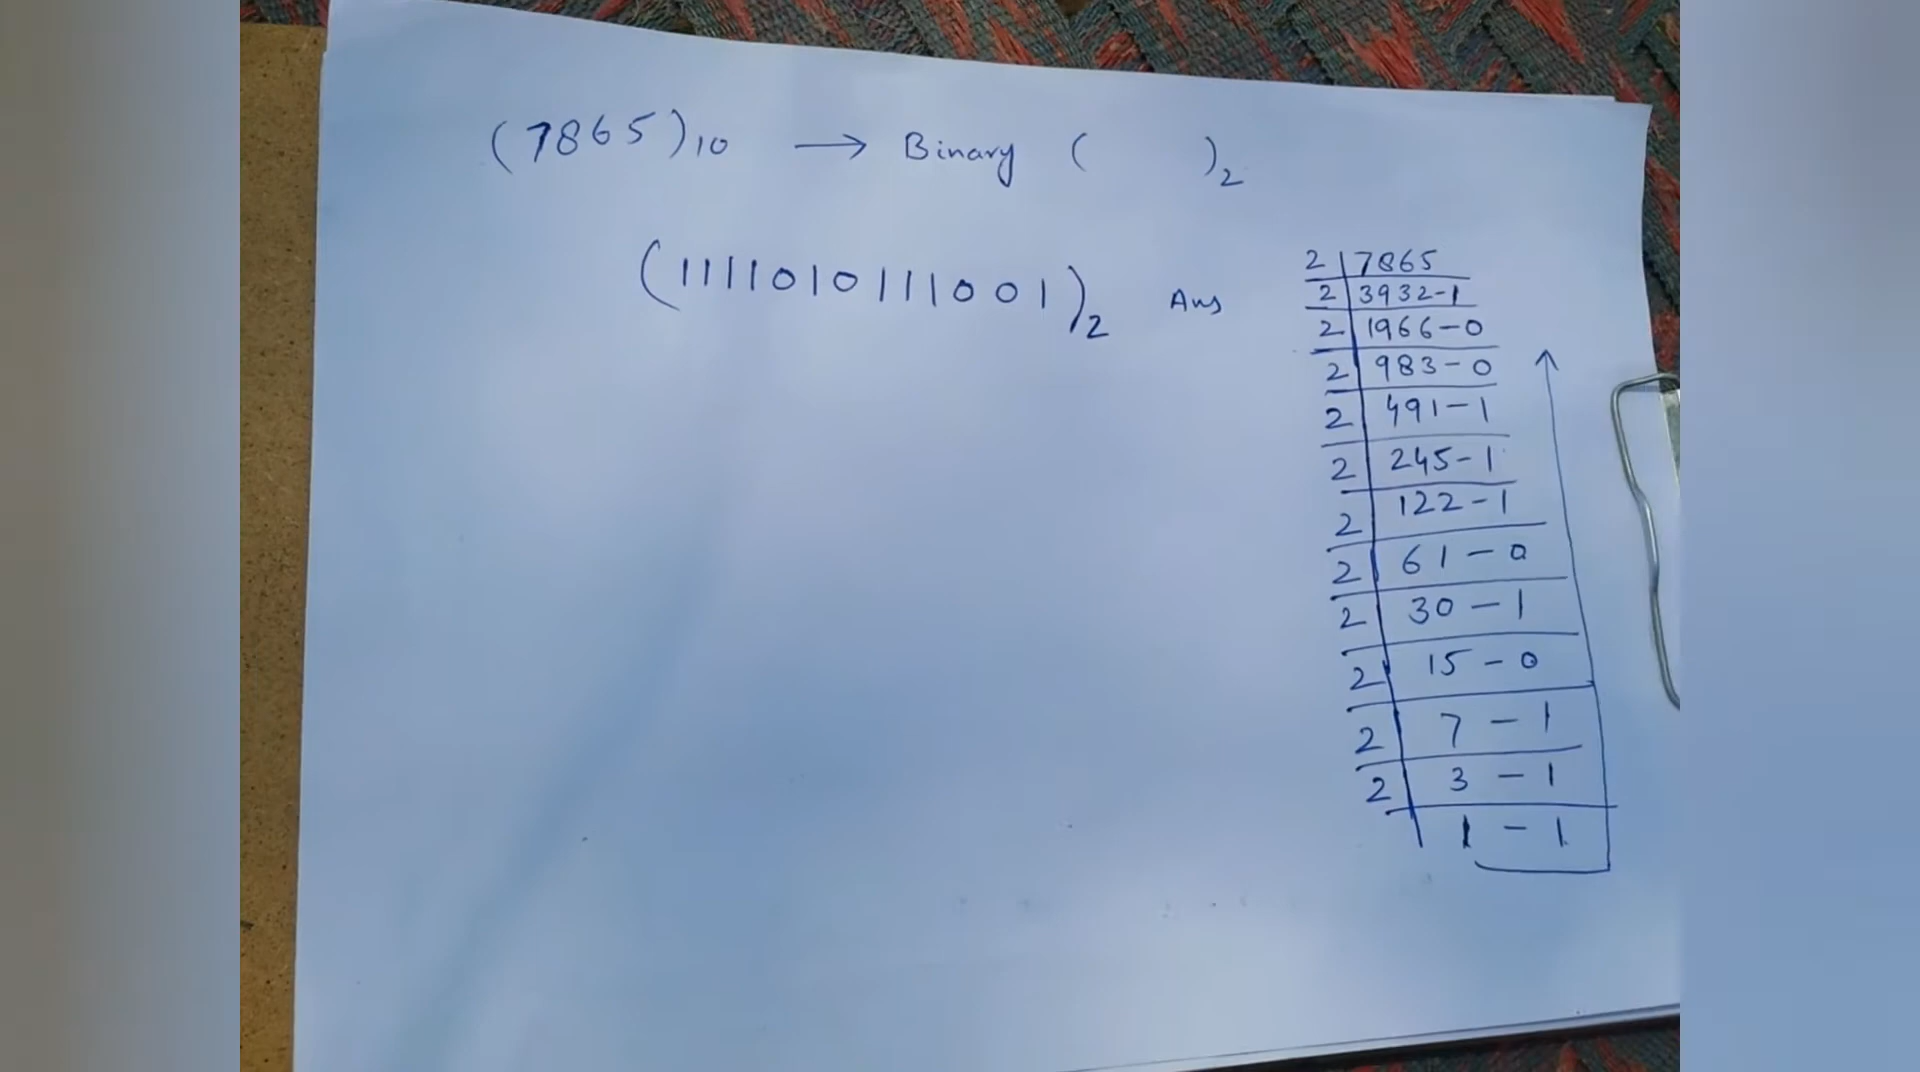 (7865)10 → Binary (   )2
(1111010111001)2 Ans
2 | 7865
2 | 3932-1
2 | 1966-0
2 | 983-0
2 | 491-1
2 | 245-1
2 | 122-1
2 | 61-0
2 | 30-1
2 | 15-0
2 | 7-1
2 | 3-1
1-1